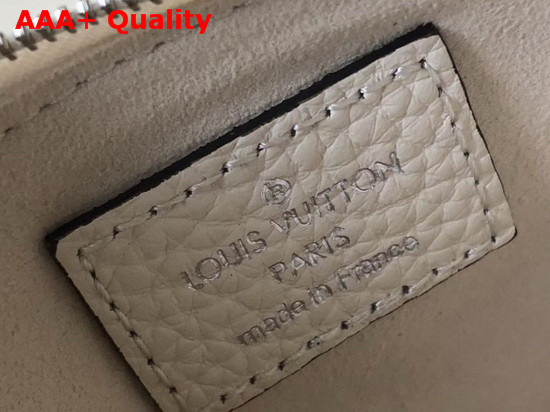 AAA+ Quality
®
LOUIS VUITTON
PARIS
made in France